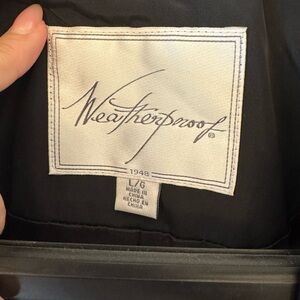 Weatherproof®
1948
L/G
MADE IN
CHINA
HECHO EN
CHINA